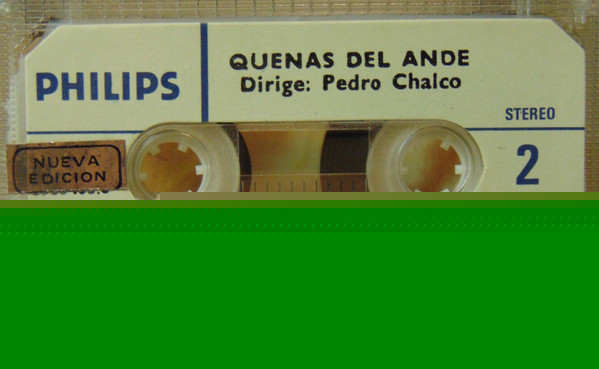 QUENAS DEL ANDE
Dirige: Pedro Chalco
PHILIPS
STEREO
2
NUEVA
EDICION